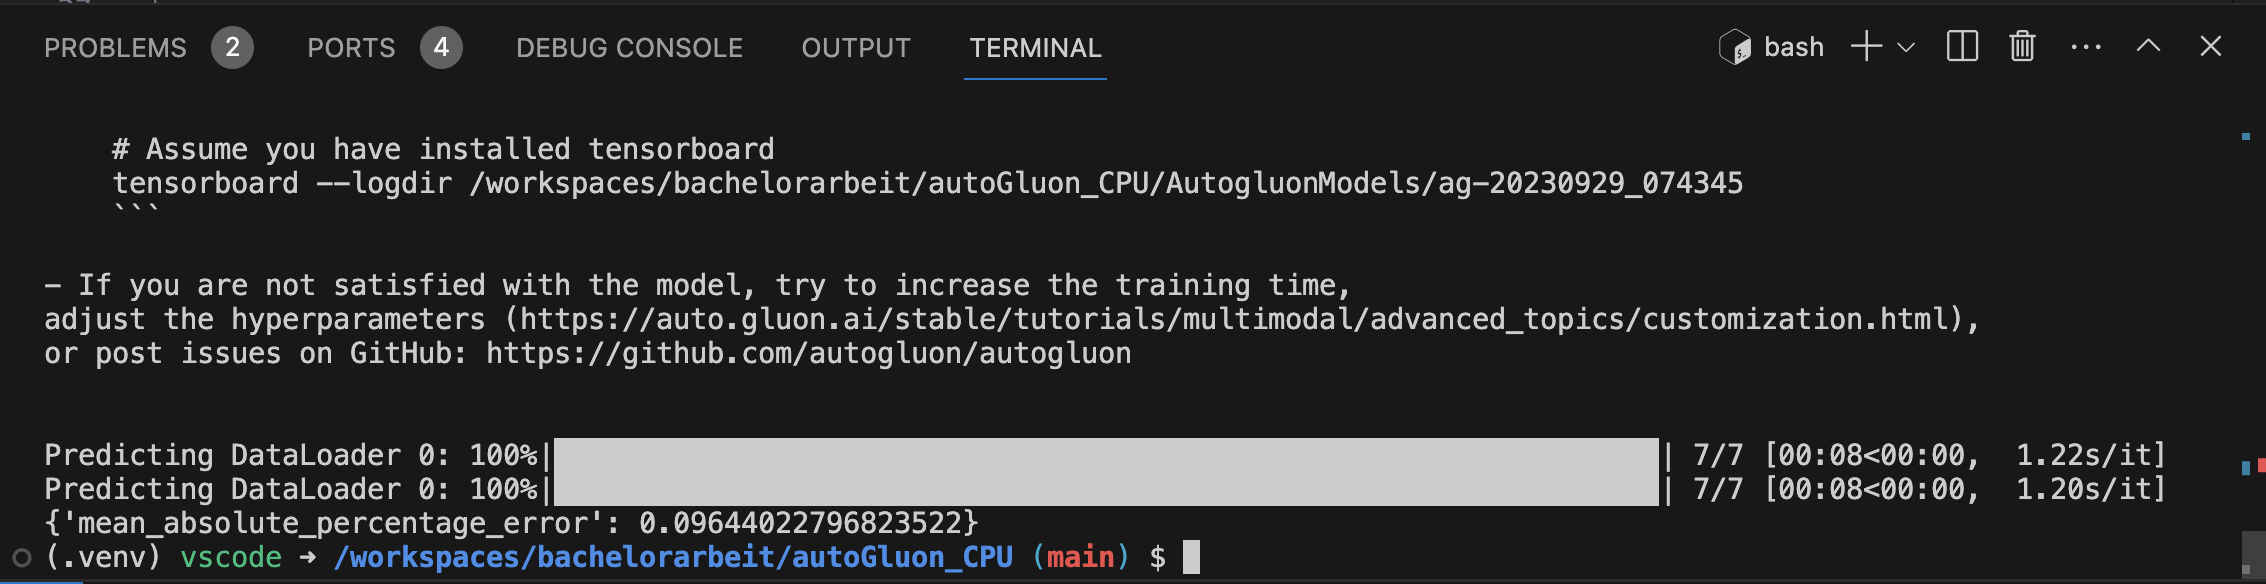 PROBLEMS 2 PORTS 4 DEBUG CONSOLE OUTPUT TERMINAL bash
# Assume you have installed tensorboard
tensorboard --logdir /workspaces/bachelorarbeit/autoGluon_CPU/AutogluonModels/ag-20230929_074345
```
- If you are not satisfied with the model, try to increase the training time,
adjust the hyperparameters (https://auto.gluon.ai/stable/tutorials/multimodal/advanced_topics/customization.html),
or post issues on GitHub: https://github.com/autogluon/autogluon
Predicting DataLoader 0: 100%| | 7/7 [00:08<00:00, 1.22s/it]
Predicting DataLoader 0: 100%| | 7/7 [00:08<00:00, 1.20s/it]
{'mean_absolute_percentage_error': 0.09644022796823522}
(.venv) vscode ➜ /workspaces/bachelorarbeit/autoGluon_CPU (main) $